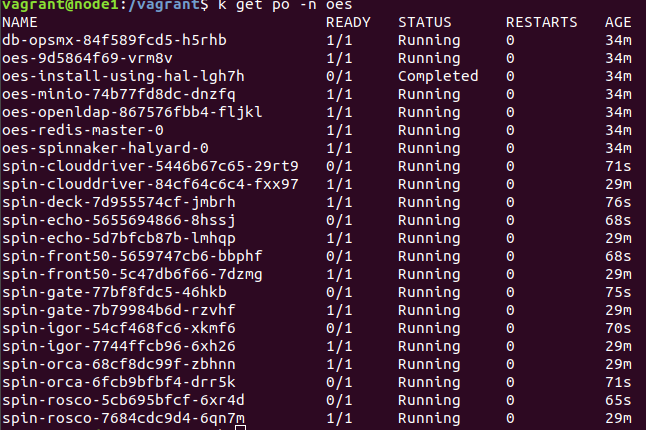 vagrant@node1:/vagrant$ k get po -n oes
NAME READY STATUS RESTARTS AGE
db-opsmx-84f589fcd5-h5rhb 1/1 Running 0 34m
oes-9d5864f69-vrm8v 1/1 Running 0 34m
oes-install-using-hal-lgh7h 0/1 Completed 0 34m
oes-minio-74b77fd8dc-dnzfq 1/1 Running 0 34m
oes-openldap-867576fbb4-fljkl 1/1 Running 0 34m
oes-redis-master-0 1/1 Running 0 34m
oes-spinnaker-halyard-0 1/1 Running 0 34m
spin-clouddriver-5446b67c65-29rt9 0/1 Running 0 71s
spin-clouddriver-84cf64c6c4-fxx97 1/1 Running 0 29m
spin-deck-7d955574cf-jmbrh 1/1 Running 0 76s
spin-echo-5655694866-8hssj 0/1 Running 0 68s
spin-echo-5d7bfcb87b-lmhqp 1/1 Running 0 29m
spin-front50-5659747cb6-bbphf 0/1 Running 0 68s
spin-front50-5c47db6f66-7dzmg 1/1 Running 0 29m
spin-gate-77bf8fdc5-46hkb 0/1 Running 0 75s
spin-gate-7b79984b6d-rzvhf 1/1 Running 0 29m
spin-igor-54cf468fc6-xkmf6 0/1 Running 0 70s
spin-igor-7744ffcb96-6xh26 1/1 Running 0 29m
spin-orca-68cf8dc99f-zbhnn 1/1 Running 0 29m
spin-orca-6fcb9bfbf4-drr5k 0/1 Running 0 71s
spin-rosco-5cb695bfcf-6xr4d 0/1 Running 0 65s
spin-rosco-7684cdc9d4-6qn7m 1/1 Running 0 29m